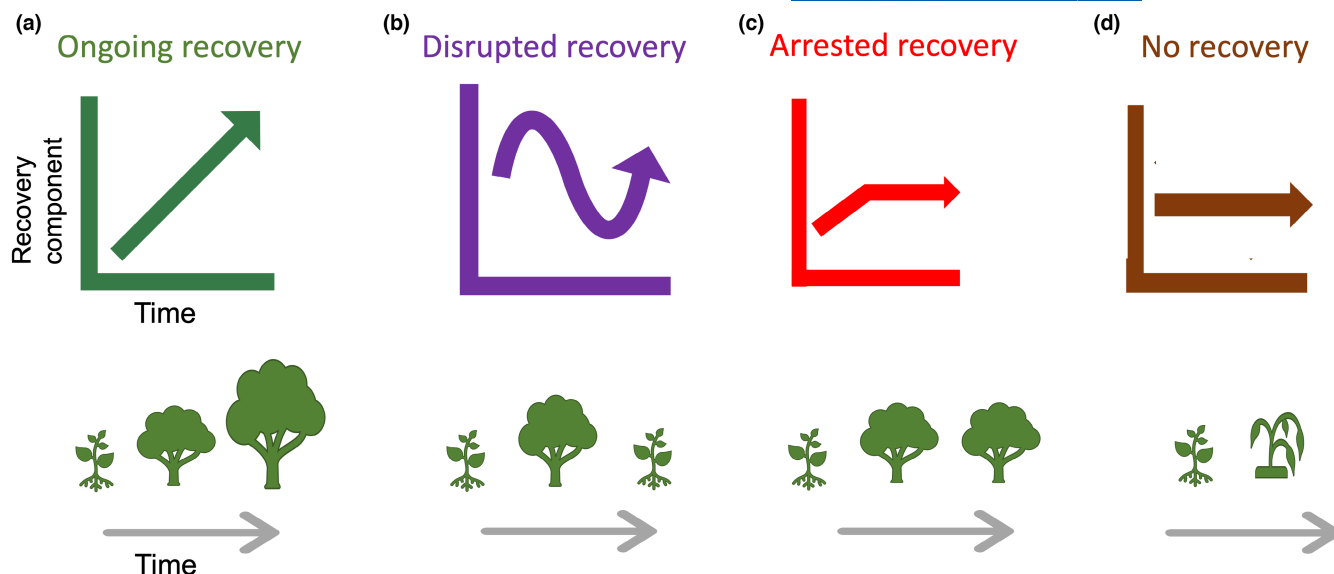 (a)
Ongoing recovery
(b)
Disrupted recovery
(c)
Arrested recovery
(d)
No recovery
Recovery
component
Time
Time